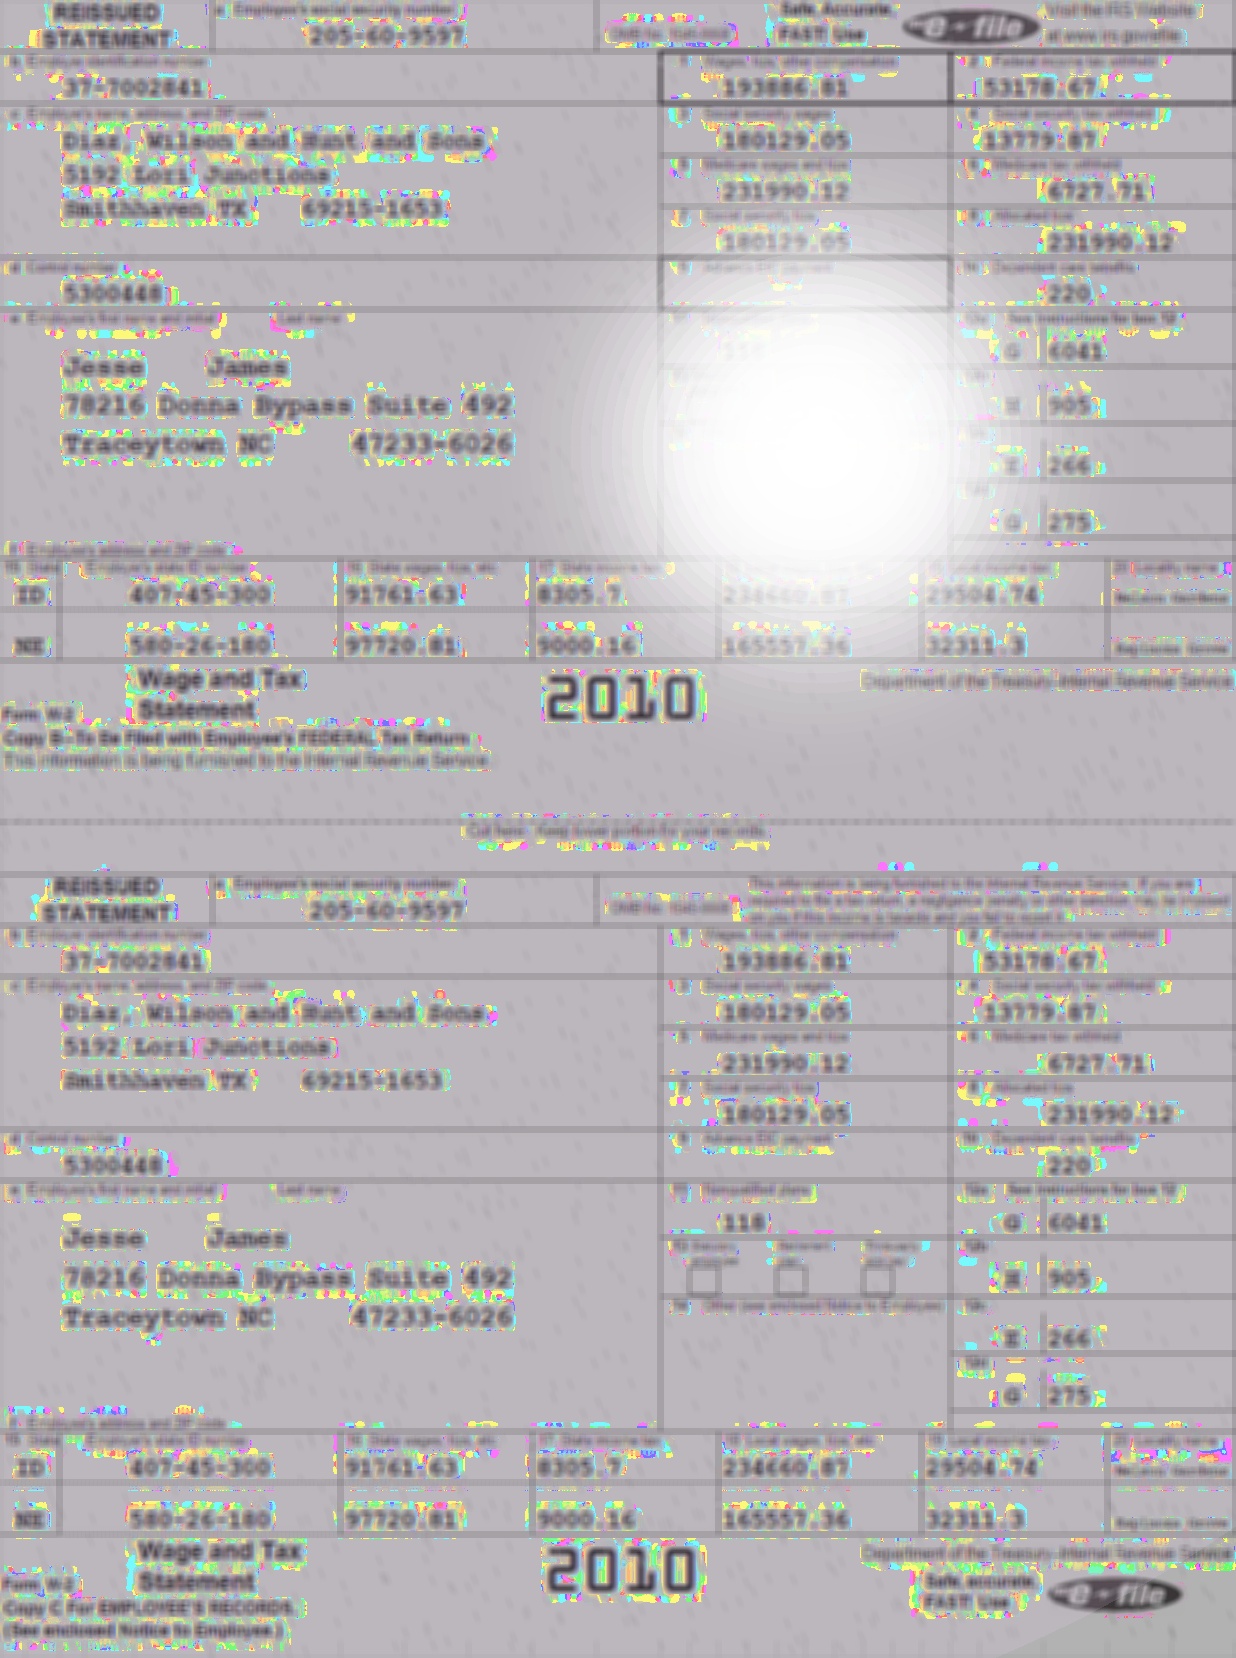 REISSUED STATEMENT
a Employee's social security number
205-60-9597
OMB No. 1545-0008
Safe, Accurate, FAST! Use
e-file
Visit the IRS Website at www.irs.gov/efile
b Employer identification number
37-7002841
1 Wages, tips, other compensation
193886.81
2 Federal income tax withheld
53178.67
c Employer's name, address, and ZIP code
Diaz, Wilson and Hunt and Sons
5192 Lori Junctions
Smithhaven TX 69215-1653
3 Social security wages
180129.05
4 Social security tax withheld
13779.87
5 Medicare wages and tips
231990.12
6 Medicare tax withheld
6727.71
7 Social security tips
180129.05
8 Allocated tips
231990.12
d Control number
5300448
10 Dependent care benefits
220
e Employee's first name and initial Last name
Jesse James
78216 Donna Bypass Suite 492
Traceytown NC 47233-6026
12a See instructions for box 12
G 6041
905
266
G 275
f Employee's address and ZIP code
15 State Employer's state ID number
16 State wages, tips, etc.
17 State income tax
19 Local income tax
20 Locality name
ID 407-45-300 91761.63 8305.7 234660.87 29504.74
NE 580-26-180 97720.81 9000.16 165557.36 32311.3
Wage and Tax Statement
Form W-2
2010
Department of the Treasury-Internal Revenue Service
Copy B-To Be Filed with Employee's FEDERAL Tax Return.
This information is being furnished to the Internal Revenue Service.
Cut here. Keep lower portion for your records.
REISSUED STATEMENT
a Employee's social security number
205-60-9597
OMB No. 1545-0008
This information is being furnished to the Internal Revenue Service. If you are
required to file a tax return, a negligence penalty or other sanction may be imposed
on you if this income is taxable and you fail to report it.
b Employer identification number
37-7002841
1 Wages, tips, other compensation
193886.81
2 Federal income tax withheld
53178.67
c Employer's name, address, and ZIP code
Diaz, Wilson and Hunt and Sons
5192 Lori Junctions
Smithhaven TX 69215-1653
3 Social security wages
180129.05
4 Social security tax withheld
13779.87
5 Medicare wages and tips
231990.12
6 Medicare tax withheld
6727.71
7 Social security tips
180129.05
8 Allocated tips
231990.12
d Control number
5300448
9 Advance EIC payment
10 Dependent care benefits
220
e Employee's first name and initial Last name
Jesse James
78216 Donna Bypass Suite 492
Traceytown NC 47233-6026
11 Nonqualified plans
118
12a See instructions for box 12
G 6041
12b
905
14 Other (see enclosed Notice to Employee)
266
12d
G 275
f Employee's address and ZIP code
15 State Employer's state ID number
16 State wages, tips, etc.
17 State income tax
18 Local wages, tips, etc.
19 Local income tax
20 Locality name
ID 407-45-300 91761.63 8305.7 234660.87 29504.74
NE 580-26-180 97720.81 9000.16 165557.36 32311.3
Wage and Tax Statement
Form W-2
2010
Department of the Treasury-Internal Revenue Service
Copy C For EMPLOYEE'S RECORDS.
(See enclosed Notice to Employee.)
Safe, accurate, FAST! Use
e-file